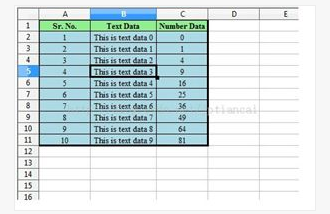 A B C D E
1 Sr. No. Text Data Number Data
2 1 This is text data 0 0
3 2 This is text data 1 1
4 3 This is text data 2 4
5 4 This is text data 3 9
6 5 This is text data 4 16
7 6 This is text data 5 25
8 7 This is text data 6 36
9 8 This is text data 7 49
10 9 This is text data 8 64
11 10 This is text data 9 81
12
13
14
15
16